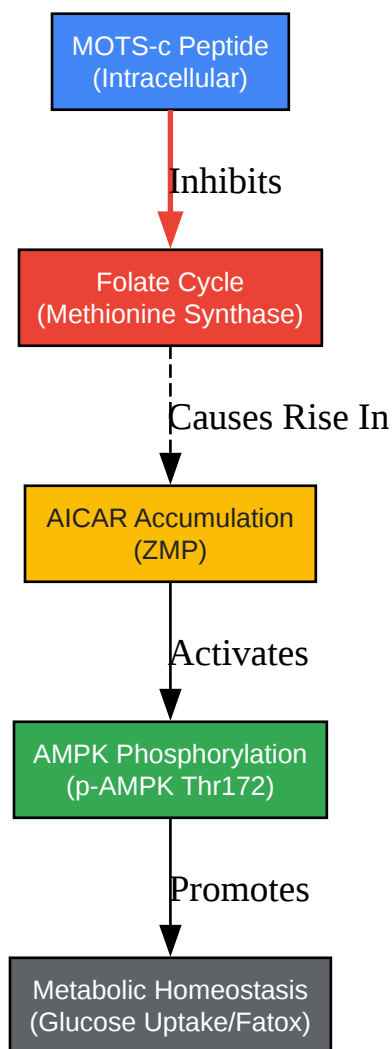 MOTS-c Peptide
(Intracellular)
Inhibits
Folate Cycle
(Methionine Synthase)
Causes Rise In
AICAR Accumulation
(ZMP)
Activates
AMPK Phosphorylation
(p-AMPK Thr172)
Promotes
Metabolic Homeostasis
(Glucose Uptake/Fatox)